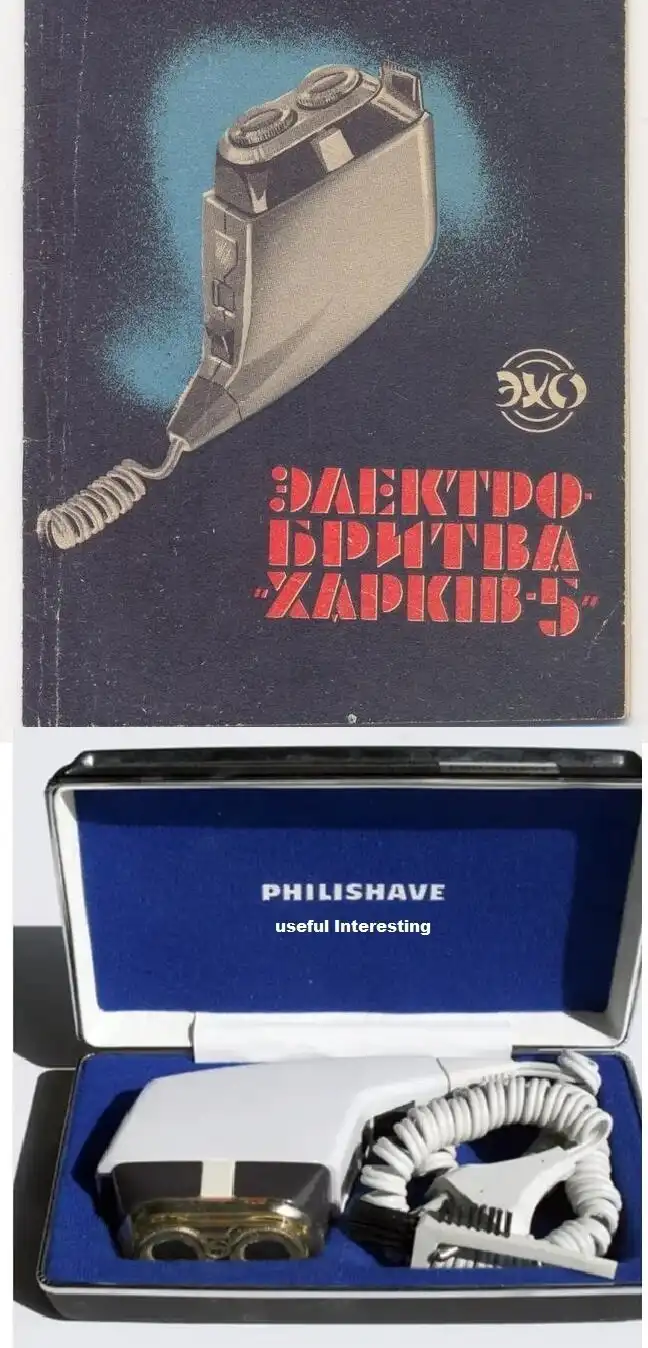 ЭХО
ЭЛЕКТРО-
БРИТВА
"ХАРКІВ-5"
PHILISHAVE
useful Interesting